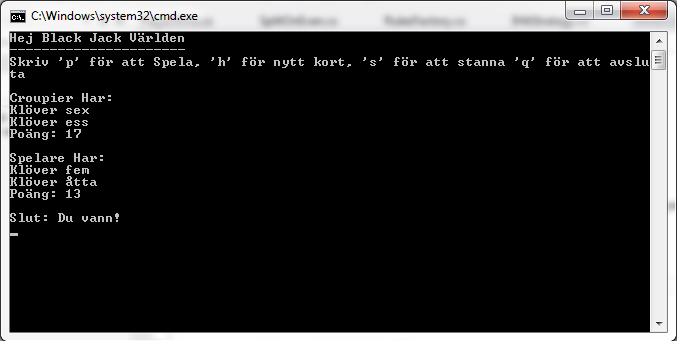 C:\Windows\system32\cmd.exe
Hej Black Jack Världen
----------------------
Skriv 'p' för att Spela, 'h' för nytt kort, 's' för att stanna 'q' för att avslu
ta
Croupier Har:
Klöver sex
Klöver ess
Poäng: 17
Spelare Har:
Klöver fem
Klöver åtta
Poäng: 13
Slut: Du vann!